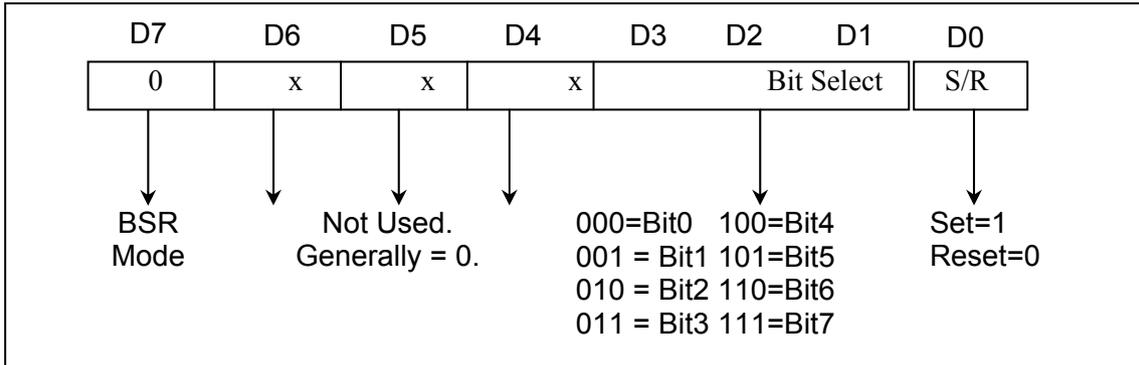 D7 D6 D5 D4 D3 D2 D1 D0
0 x x x Bit Select S/R
BSR Not Used. 000=Bit0 100=Bit4 Set=1
Mode Generally = 0. 001 = Bit1 101=Bit5 Reset=0
010 = Bit2 110=Bit6
011 = Bit3 111=Bit7